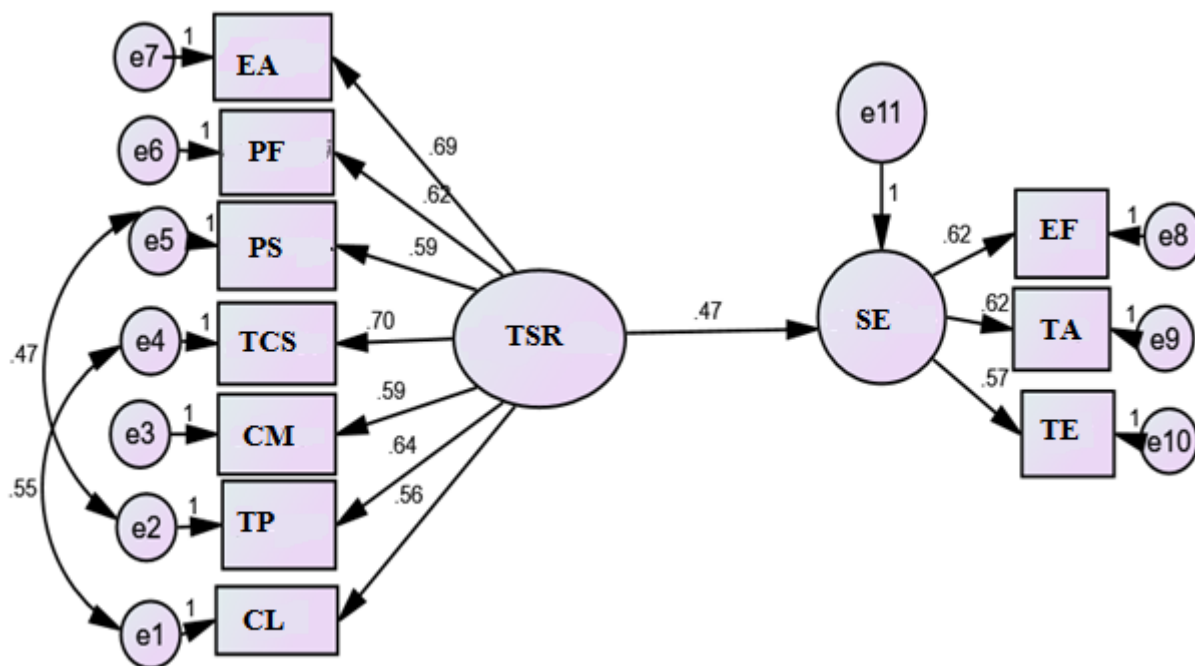 e7
1
EA
e6
1
PF
e5
1
PS
e4
1
TCS
e3
1
CM
e2
1
TP
e1
1
CL
.47
.55
.69
.62
.59
.70
.59
.64
.56
TSR
.47
e11
1
SE
.62
.62
.57
EF
1
e8
TA
1
e9
TE
1
e10